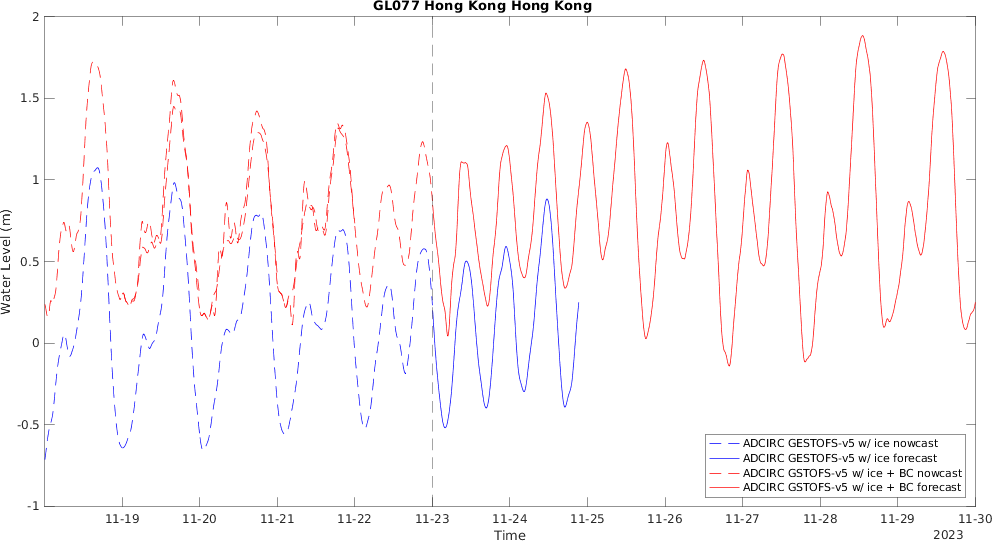 GL077 Hong Kong Hong Kong
Water Level (m)
2
1.5
1
0.5
0
-0.5
-1
ADCIRC GESTOFS-v5 w/ ice nowcast
ADCIRC GESTOFS-v5 w/ ice forecast
ADCIRC GSTOFS-v5 w/ ice + BC nowcast
ADCIRC GSTOFS-v5 w/ ice + BC forecast
11-19 11-20 11-21 11-22 11-23 11-24 11-25 11-26 11-27 11-28 11-29 11-30
Time
2023